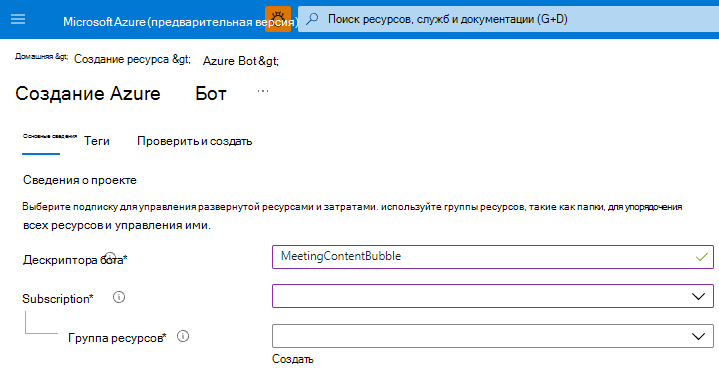 Microsoft Azure (предварительная версия)
Поиск ресурсов, служб и документации (G+D)
Домашняя &gt; Создание ресурса &gt; Azure Bot &gt;
Создание Azure Бот ...
Основные сведения Теги Проверить и создать
Сведения о проекте
Выберите подписку для управления развернутой ресурсами и затратами. используйте группы ресурсов, такие как папки, для упорядочения
всех ресурсов и управления ими.
Дескриптора бота* MeetingContentBubble
Subscription*
Группа ресурсов*
Создать